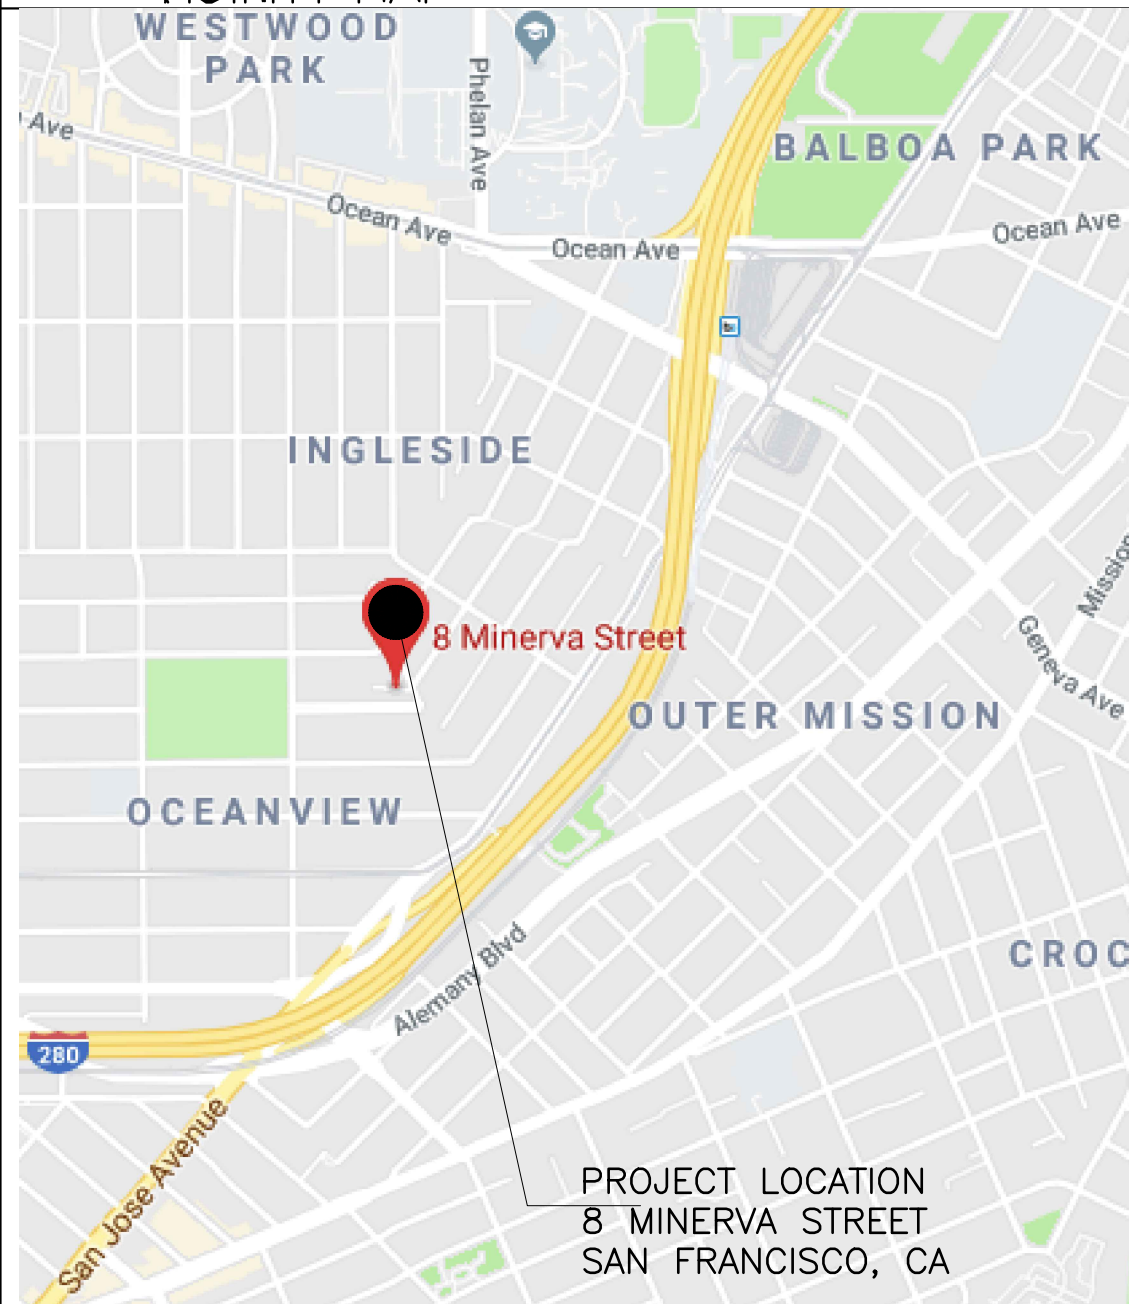 WESTWOOD
PARK
Phelan Ave
Ave
BALBOA PARK
Ocean Ave
Ocean Ave
Ocean Ave
INGLESIDE
Mission
8 Minerva Street
Geneva Ave
OUTER MISSION
OCEANVIEW
CROC
Alemany Blvd
280
San Jose Avenue
PROJECT LOCATION
8 MINERVA STREET
SAN FRANCISCO, CA